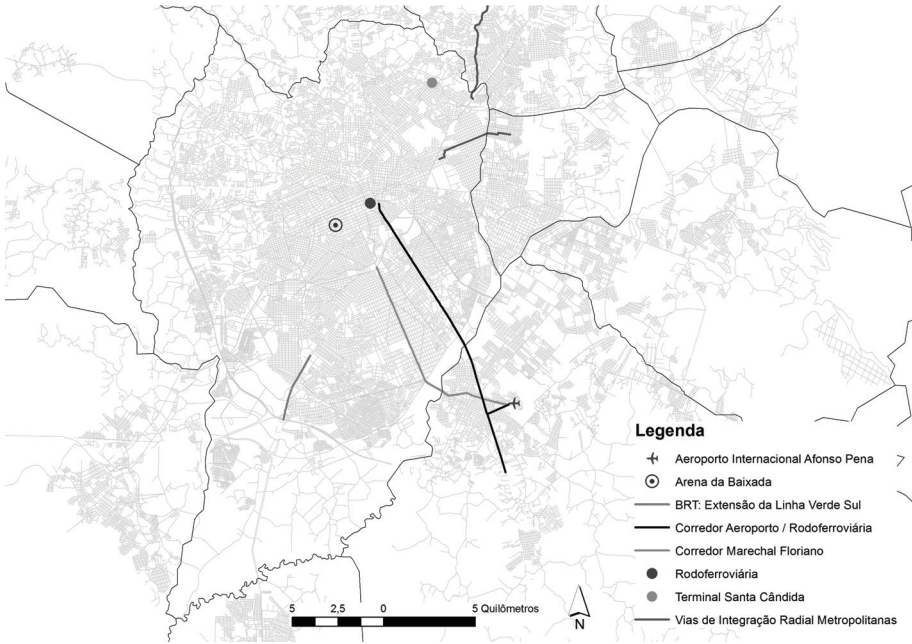 Legenda
Aeroporto Internacional Afonso Pena
Arena da Baixada
BRT: Extensão da Linha Verde Sul
Corredor Aeroporto / Rodoferroviária
Corredor Marechal Floriano
Rodoferroviária
Terminal Santa Cândida
Vias de Integração Radial Metropolitanas
5 2,5 0 5 Quilômetros
N